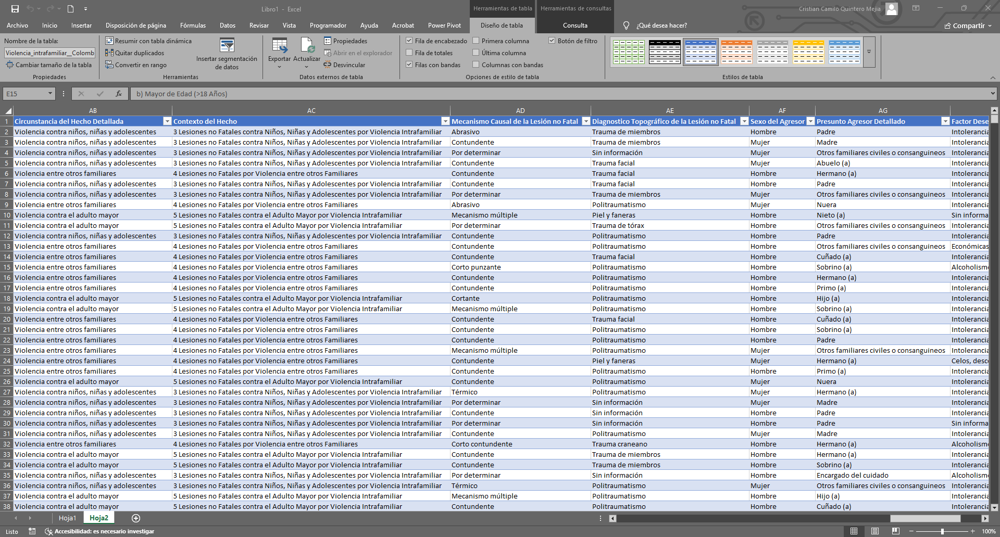 Libro1 - Excel
Herramientas de tabla
Herramientas de consultas
Cristian Camilo Quintero Mejia
Archivo Inicio Insertar Disposición de página Fórmulas Datos Revisar Vista Programador Ayuda Acrobat Power Pivot Diseño de tabla Consulta ¿Qué desea hacer? Compartir
Nombre de la tabla:
Violencia_intrafamiliar__Colomb
Cambiar tamaño de la tabla
Propiedades
Resumir con tabla dinámica
Quitar duplicados
Convertir en rango
Insertar segmentación
de datos
Herramientas
Exportar
Actualizar
Propiedades
Abrir en el explorador
Desvincular
Datos externos de tabla
Fila de encabezado Primera columna Botón de filtro
Fila de totales Última columna
Filas con bandas Columnas con bandas
Opciones de estilo de tabla
Estilos de tabla
E15 fx b) Mayor de Edad (>18 Años)
AB AC AD AE AF AG
1 Circunstancia del Hecho Detallada Contexto del Hecho Mecanismo Causal de la Lesión no Fatal Diagnostico Topográfico de la Lesión no Fatal Sexo del Agresor Presunto Agresor Detallado Factor Dese
2 Violencia contra niños, niñas y adolescentes 3 Lesiones no Fatales contra Niños, Niñas y Adolescentes por Violencia Intrafamiliar Abrasivo Trauma de miembros Hombre Padre Intolerancia
3 Violencia contra niños, niñas y adolescentes 3 Lesiones no Fatales contra Niños, Niñas y Adolescentes por Violencia Intrafamiliar Contundente Trauma de miembros Mujer Madre Intolerancia
4 Violencia contra niños, niñas y adolescentes 3 Lesiones no Fatales contra Niños, Niñas y Adolescentes por Violencia Intrafamiliar Por determinar Sin información Mujer Otros familiares civiles o consanguineos Intolerancia
5 Violencia contra niños, niñas y adolescentes 3 Lesiones no Fatales contra Niños, Niñas y Adolescentes por Violencia Intrafamiliar Contundente Trauma facial Mujer Abuelo (a) Intolerancia
6 Violencia entre otros familiares 4 Lesiones no Fatales por Violencia entre otros Familiares Contundente Trauma facial Hombre Hermano (a) Intolerancia
7 Violencia contra niños, niñas y adolescentes 3 Lesiones no Fatales contra Niños, Niñas y Adolescentes por Violencia Intrafamiliar Contundente Trauma facial Hombre Padre Intolerancia
8 Violencia contra niños, niñas y adolescentes 3 Lesiones no Fatales contra Niños, Niñas y Adolescentes por Violencia Intrafamiliar Por determinar Trauma de miembros Mujer Otros familiares civiles o consanguineos Intolerancia
9 Violencia entre otros familiares 4 Lesiones no Fatales por Violencia entre otros Familiares Abrasivo Politraumatismo Mujer Nuera Intolerancia
10 Violencia contra el adulto mayor 5 Lesiones no Fatales contra el Adulto Mayor por Violencia Intrafamiliar Mecanismo múltiple Piel y faneras Hombre Nieto (a) Sin informa
11 Violencia contra el adulto mayor 5 Lesiones no Fatales contra el Adulto Mayor por Violencia Intrafamiliar Por determinar Trauma de tórax Hombre Otros familiares civiles o consanguineos Intolerancia
12 Violencia contra niños, niñas y adolescentes 3 Lesiones no Fatales contra Niños, Niñas y Adolescentes por Violencia Intrafamiliar Contundente Politraumatismo Hombre Padre Intolerancia
13 Violencia entre otros familiares 4 Lesiones no Fatales por Violencia entre otros Familiares Contundente Politraumatismo Hombre Otros familiares civiles o consanguineos Económicas
14 Violencia entre otros familiares 4 Lesiones no Fatales por Violencia entre otros Familiares Contundente Trauma facial Hombre Cuñado (a) Intolerancia
15 Violencia entre otros familiares 4 Lesiones no Fatales por Violencia entre otros Familiares Corto punzante Politraumatismo Hombre Sobrino (a) Alcoholism
16 Violencia entre otros familiares 4 Lesiones no Fatales por Violencia entre otros Familiares Contundente Politraumatismo Hombre Hermano (a) Intolerancia
17 Violencia entre otros familiares 4 Lesiones no Fatales por Violencia entre otros Familiares Contundente Politraumatismo Hombre Primo (a) Intolerancia
18 Violencia contra el adulto mayor 5 Lesiones no Fatales contra el Adulto Mayor por Violencia Intrafamiliar Cortante Politraumatismo Hombre Hijo (a) Intolerancia
19 Violencia contra el adulto mayor 5 Lesiones no Fatales contra el Adulto Mayor por Violencia Intrafamiliar Mecanismo múltiple Politraumatismo Hombre Sobrino (a) Intolerancia
20 Violencia entre otros familiares 4 Lesiones no Fatales por Violencia entre otros Familiares Contundente Trauma facial Hombre Cuñado (a) Intolerancia
21 Violencia entre otros familiares 4 Lesiones no Fatales por Violencia entre otros Familiares Contundente Politraumatismo Hombre Sobrino (a) Intolerancia
22 Violencia entre otros familiares 4 Lesiones no Fatales por Violencia entre otros Familiares Contundente Politraumatismo Hombre Padre Intolerancia
23 Violencia entre otros familiares 4 Lesiones no Fatales por Violencia entre otros Familiares Mecanismo múltiple Politraumatismo Mujer Otros familiares civiles o consanguineos Intolerancia
24 Violencia entre otros familiares 4 Lesiones no Fatales por Violencia entre otros Familiares Contundente Piel y faneras Mujer Hermano (a) Celos, desc
25 Violencia entre otros familiares 4 Lesiones no Fatales por Violencia entre otros Familiares Contundente Politraumatismo Hombre Primo (a) Intolerancia
26 Violencia contra el adulto mayor 5 Lesiones no Fatales contra el Adulto Mayor por Violencia Intrafamiliar Contundente Politraumatismo Mujer Nuera Intolerancia
27 Violencia contra niños, niñas y adolescentes 3 Lesiones no Fatales contra Niños, Niñas y Adolescentes por Violencia Intrafamiliar Térmico Politraumatismo Mujer Hermano (a) Intolerancia
28 Violencia contra niños, niñas y adolescentes 3 Lesiones no Fatales contra Niños, Niñas y Adolescentes por Violencia Intrafamiliar Por determinar Sin información Mujer Madre Intolerancia
29 Violencia contra niños, niñas y adolescentes 3 Lesiones no Fatales contra Niños, Niñas y Adolescentes por Violencia Intrafamiliar Contundente Sin información Hombre Padre Intolerancia
30 Violencia contra niños, niñas y adolescentes 3 Lesiones no Fatales contra Niños, Niñas y Adolescentes por Violencia Intrafamiliar Por determinar Sin información Hombre Padre Sin informa
31 Violencia contra niños, niñas y adolescentes 3 Lesiones no Fatales contra Niños, Niñas y Adolescentes por Violencia Intrafamiliar Contundente Politraumatismo Mujer Madre Intolerancia
32 Violencia entre otros familiares 4 Lesiones no Fatales por Violencia entre otros Familiares Corto contundente Trauma craneano Hombre Hermano (a) Alcoholism
33 Violencia contra el adulto mayor 5 Lesiones no Fatales contra el Adulto Mayor por Violencia Intrafamiliar Contundente Trauma de miembros Hombre Hermano (a) Intolerancia
34 Violencia contra el adulto mayor 5 Lesiones no Fatales contra el Adulto Mayor por Violencia Intrafamiliar Contundente Trauma de miembros Hombre Sobrino (a) Intolerancia
35 Violencia contra niños, niñas y adolescentes 3 Lesiones no Fatales contra Niños, Niñas y Adolescentes por Violencia Intrafamiliar Por determinar Sin información Hombre Encargado del cuidado Alcoholism
36 Violencia contra niños, niñas y adolescentes 3 Lesiones no Fatales contra Niños, Niñas y Adolescentes por Violencia Intrafamiliar Térmico Politraumatismo Mujer Otros familiares civiles o consanguineos Intolerancia
37 Violencia contra el adulto mayor 5 Lesiones no Fatales contra el Adulto Mayor por Violencia Intrafamiliar Mecanismo múltiple Politraumatismo Hombre Hijo (a) Intolerancia
38 Violencia contra el adulto mayor 5 Lesiones no Fatales contra el Adulto Mayor por Violencia Intrafamiliar Contundente Politraumatismo Hombre Cuñado (a) Intolerancia
Hoja1 Hoja2
Listo Accesibilidad: es necesario investigar 100%